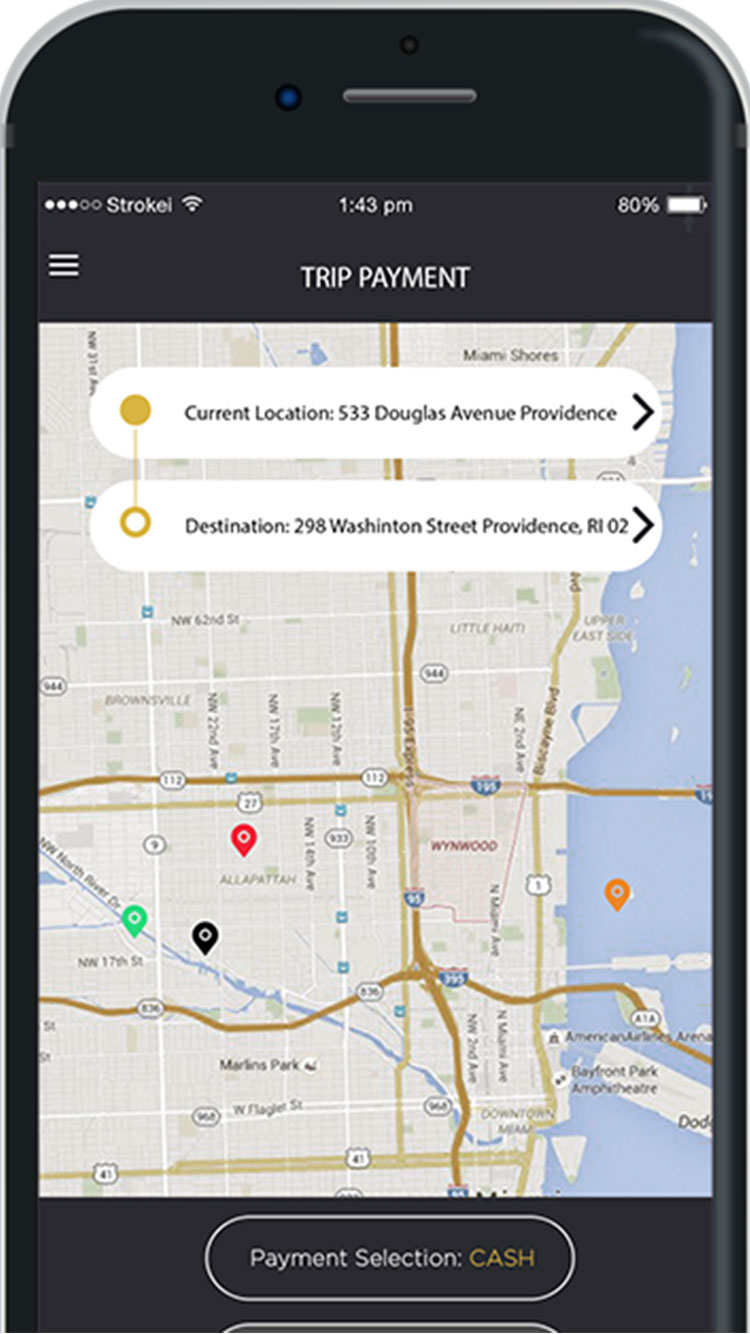 Strokei 1:43 pm 80%
TRIP PAYMENT
NW 31st Av
Miami Shores
Current Location: 533 Douglas Avenue Providence
Destination: 298 Washinton Street Providence, RI 02
NW 62nd St
LITTLE HAITI
UPPER
EAST SIDE
944
944
BROWNSVILLE
NW 22nd Ave
NW 17th Ave
NW 12th Ave
I-95 Express
NE 2nd Ave
Biscayne Blvd
112
112
195
27
9
933
NW 14th Ave
NW 10th Ave
WYNWOOD
NW North River Dr
ALLAPATTAH
95
1
N Miami Ave
NW 17th St
395
836
836
A1A
St
St
NW 2nd Ave
N Miami Ave
AmericanAirlines Arena
Marlins Park
Bayfront Park
Amphitheatre
968
W Flagler St
968
DOWNTOWN
MIAMI
Dodg
41
41
Payment Selection: CASH